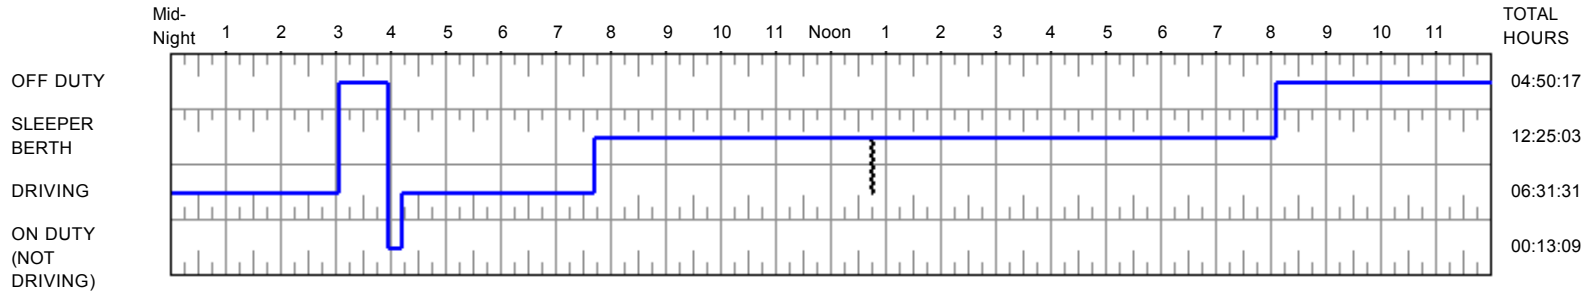 Mid-
Night 1 2 3 4 5 6 7 8 9 10 11 Noon 1 2 3 4 5 6 7 8 9 10 11 TOTAL
HOURS
OFF DUTY 04:50:17
SLEEPER
BERTH 12:25:03
DRIVING 06:31:31
ON DUTY
(NOT
DRIVING) 00:13:09